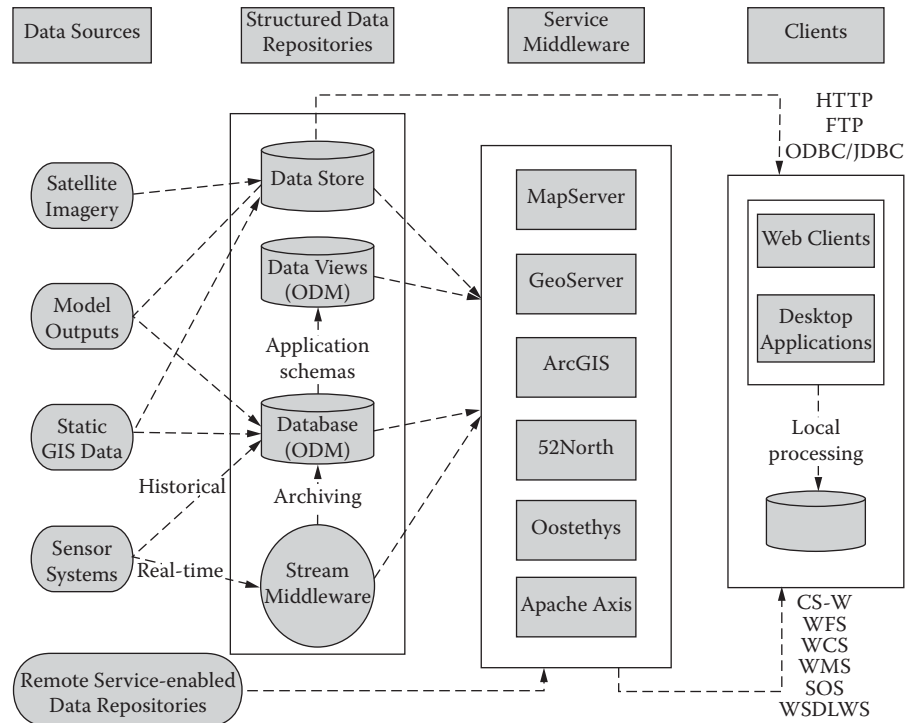 Data Sources
Structured Data
Repositories
Service
Middleware
Clients
HTTP
FTP
ODBC/JDBC
Satellite
Imagery
Data Store
MapServer
Web Clients
Data Views
(ODM)
GeoServer
Model
Outputs
Desktop
Applications
Application
schemas
ArcGIS
Static
GIS Data
Database
(ODM)
52North
Local
processing
Historical
Archiving
Oostethys
Sensor
Systems
Real-time
Stream
Middleware
Apache Axis
CS-W
WFS
WCS
WMS
SOS
WSDLWS
Remote Service-enabled
Data Repositories